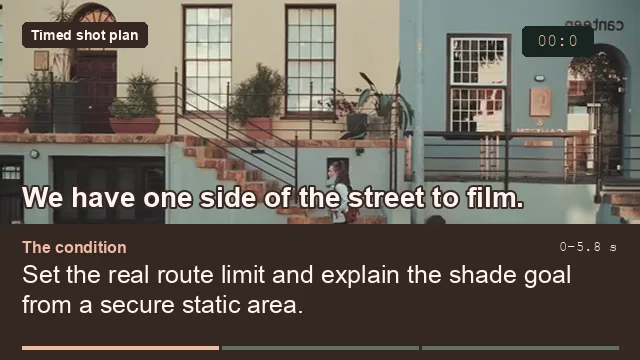 Timed shot plan
00:0
canteen
We have one side of the street to film.
The condition
0–5.8 s
Set the real route limit and explain the shade goal
from a secure static area.